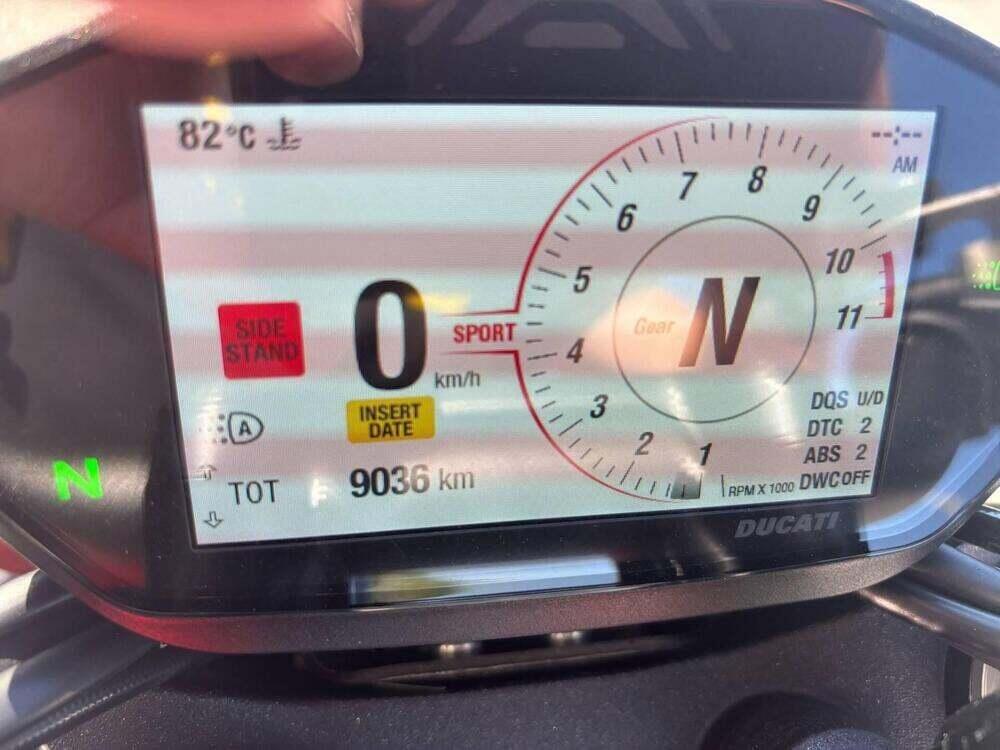 82°C
--:--
AM
7 8
6 9
5 10
SIDE
STAND
0
km/h
SPORT
Gear N
11
4
3
2
1
INSERT
DATE
DQS U/D
DTC 2
ABS 2
DWC OFF
RPM X 1000
A
N
TOT 9036 km
DUCATI